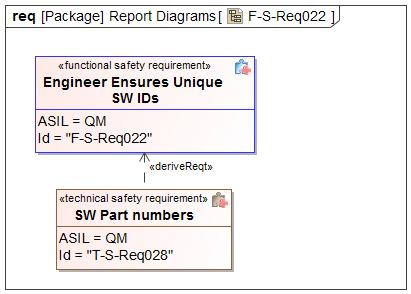 req [Package] Report Diagrams[ F-S-Req022 ]
«functional safety requirement»
Engineer Ensures Unique
SW IDs
ASIL = QM
Id = "F-S-Req022"
«deriveReqt»
«technical safety requirement»
SW Part numbers
ASIL = QM
Id = "T-S-Req028"